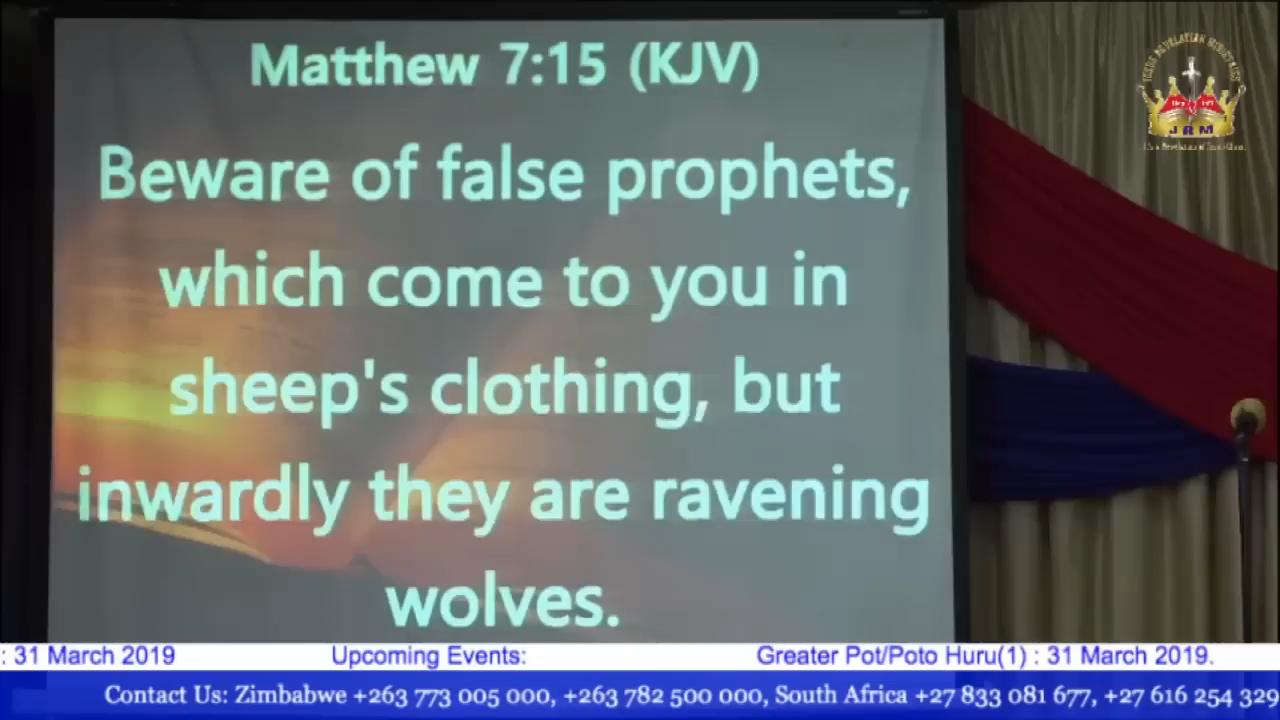 Matthew 7:15 (KJV)
Beware of false prophets,
which come to you in
sheep's clothing, but
inwardly they are ravening
wolves.
JRM
: 31 March 2019 Upcoming Events: Greater Pot/Poto Huru(1) : 31 March 2019.
Contact Us: Zimbabwe +263 773 005 000, +263 782 500 000, South Africa +27 833 081 677, +27 616 254 329